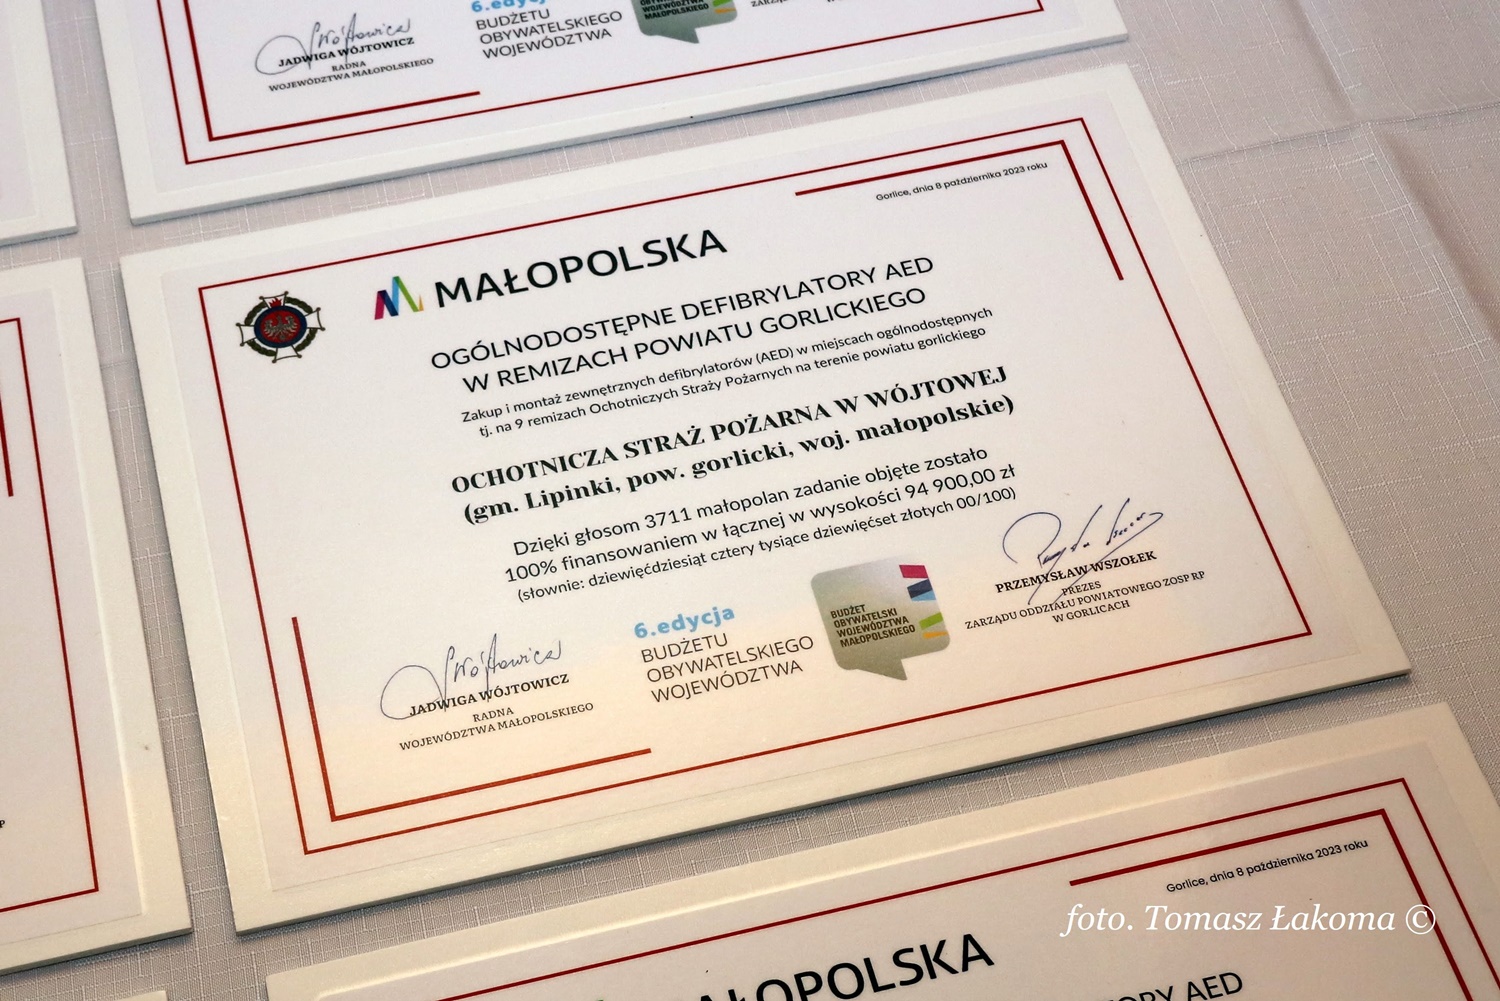 6.edycja
BUDŻETU
OBYWATELSKIEGO
WOJEWÓDZTWA
MAŁOPOLSKIEGO
JADWIGA WÓJTOWICZ
RADNA
WOJEWÓDZTWA MAŁOPOLSKIEGO
Gorlice, dnia 8 października 2023 roku
MAŁOPOLSKA
OGÓLNODOSTĘPNE DEFIBRYLATORY AED
W REMIZACH POWIATU GORLICKIEGO
Zakup i montaż zewnętrznych defibrylatorów (AED) w miejscach ogólnodostępnych
tj. na 9 remizach Ochotniczych Straży Pożarnych na terenie powiatu gorlickiego
OCHOTNICZA STRAŻ POŻARNA W WÓJTOWEJ
(gm. Lipinki, pow. gorlicki, woj. małopolskie)
Dzięki głosom 3711 małopolan zadanie objęte zostało
100% finansowaniem w łącznej w wysokości 94 900,00 zł
(słownie: dziewięćdziesiąt cztery tysiące dziewięćset złotych 00/100)
JADWIGA WÓJTOWICZ
RADNA
WOJEWÓDZTWA MAŁOPOLSKIEGO
6.edycja
BUDŻETU
OBYWATELSKIEGO
WOJEWÓDZTWA
BUDŻET
OBYWATELSKI
WOJEWÓDZTWA
MAŁOPOLSKIEGO
PRZEMYSŁAW WSZOŁEK
PREZES
ZARZĄDU ODDZIAŁU POWIATOWEGO ZOSP RP
W GORLICACH
Gorlice, dnia 8 października 2023 roku
MAŁOPOLSKA
AED
foto. Tomasz Łakoma ©